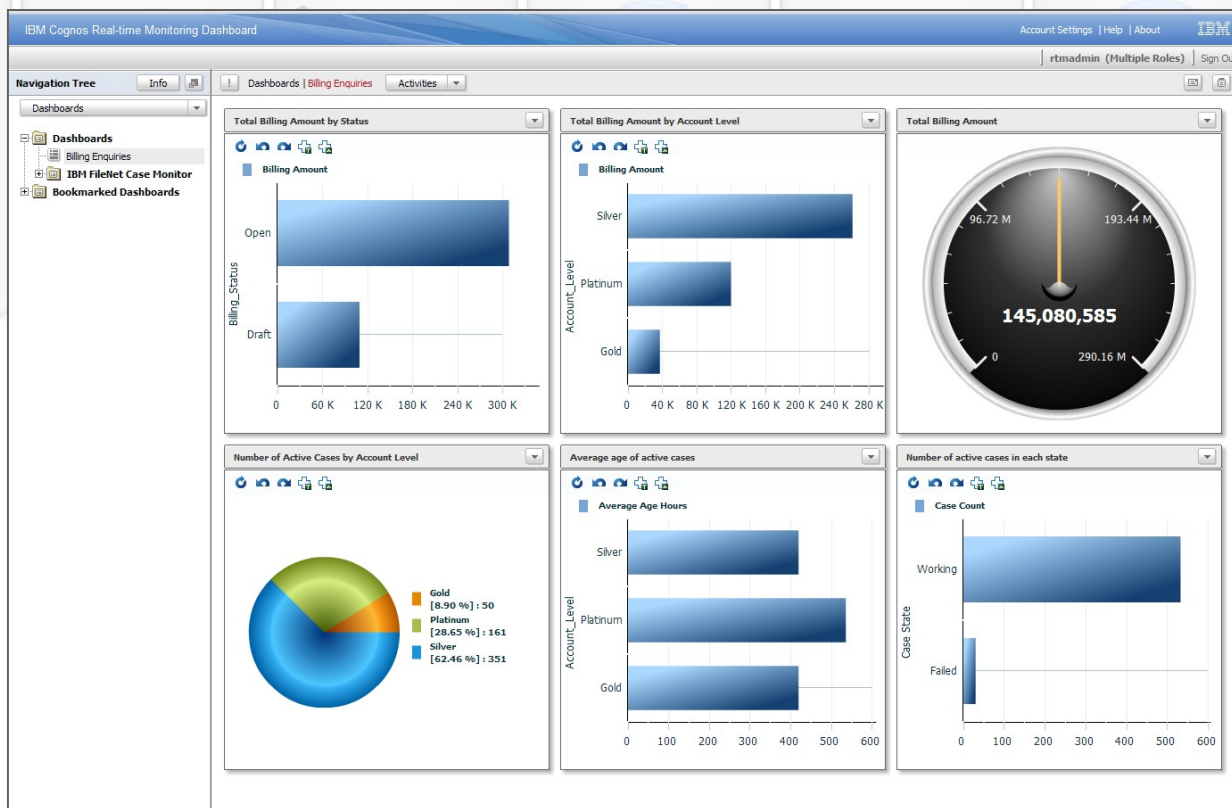 IBM Cognos Real-time Monitoring Dashboard
Account Settings | Help | About
IBM
rtmadmin (Multiple Roles) | Sign Ou
Navigation Tree
Info
! Dashboards | Billing Enquiries
Activities
Dashboards
Dashboards
Billing Enquiries
IBM FileNet Case Monitor
Bookmarked Dashboards
Total Billing Amount by Status
Billing Amount
Billing_Status
Open
Draft
0 60 K 120 K 180 K 240 K 300 K
Total Billing Amount by Account Level
Billing Amount
Account_Level
Silver
Platinum
Gold
0 40 K 80 K 120 K 160 K 200 K 240 K 280 K
Total Billing Amount
96.72 M
193.44 M
145,080,585
0
290.16 M
Number of Active Cases by Account Level
Gold
[8.90 %] : 50
Platinum
[28.65 %] : 161
Silver
[62.46 %] : 351
Average age of active cases
Average Age Hours
Account_Level
Silver
Platinum
Gold
0 100 200 300 400 500 600
Number of active cases in each state
Case Count
Case State
Working
Failed
0 100 200 300 400 500 600